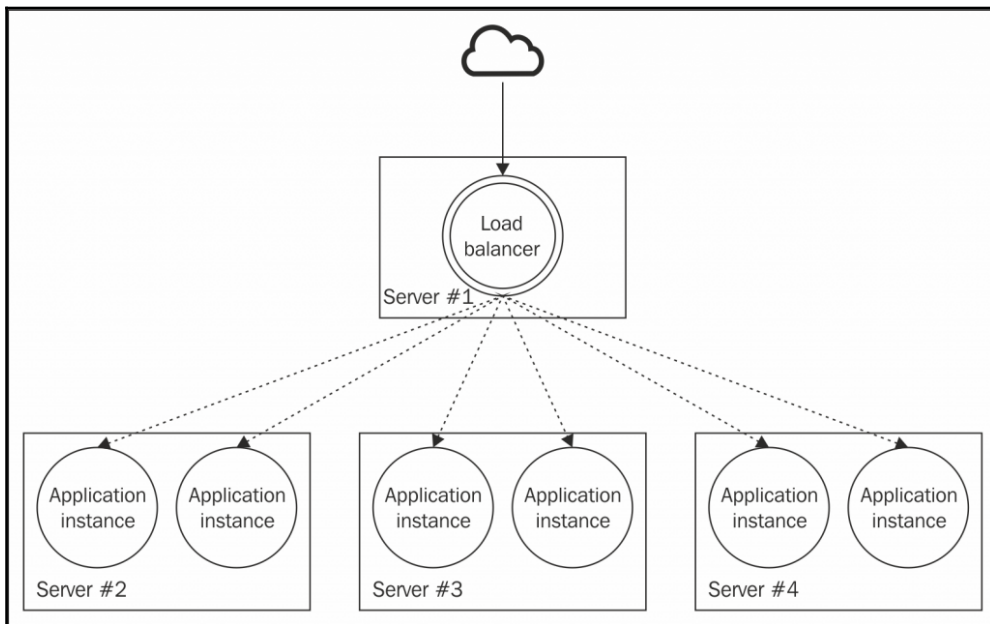 Load
balancer
Server #1
Application
instance
Application
instance
Server #2
Application
instance
Application
instance
Server #3
Application
instance
Application
instance
Server #4